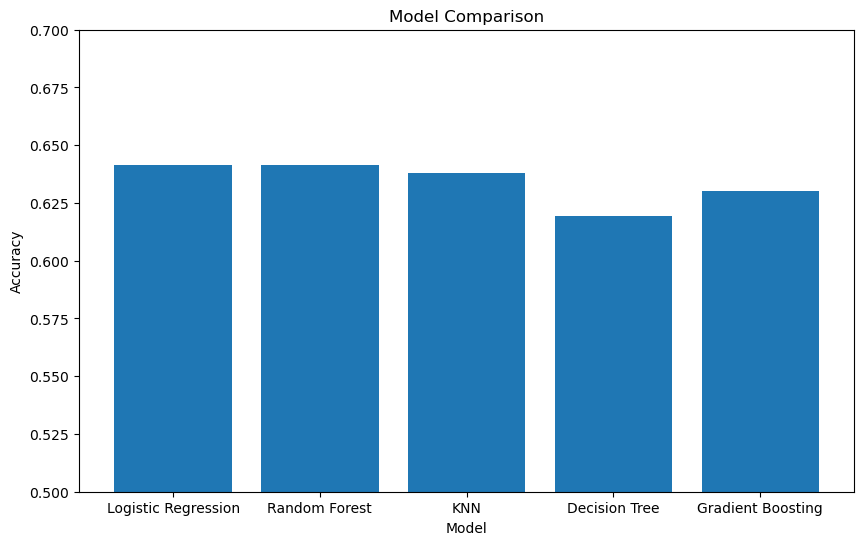 Model Comparison
0.700
0.675
0.650
0.625
0.600
0.575
0.550
0.525
0.500
Accuracy
Logistic Regression Random Forest KNN Decision Tree Gradient Boosting
Model